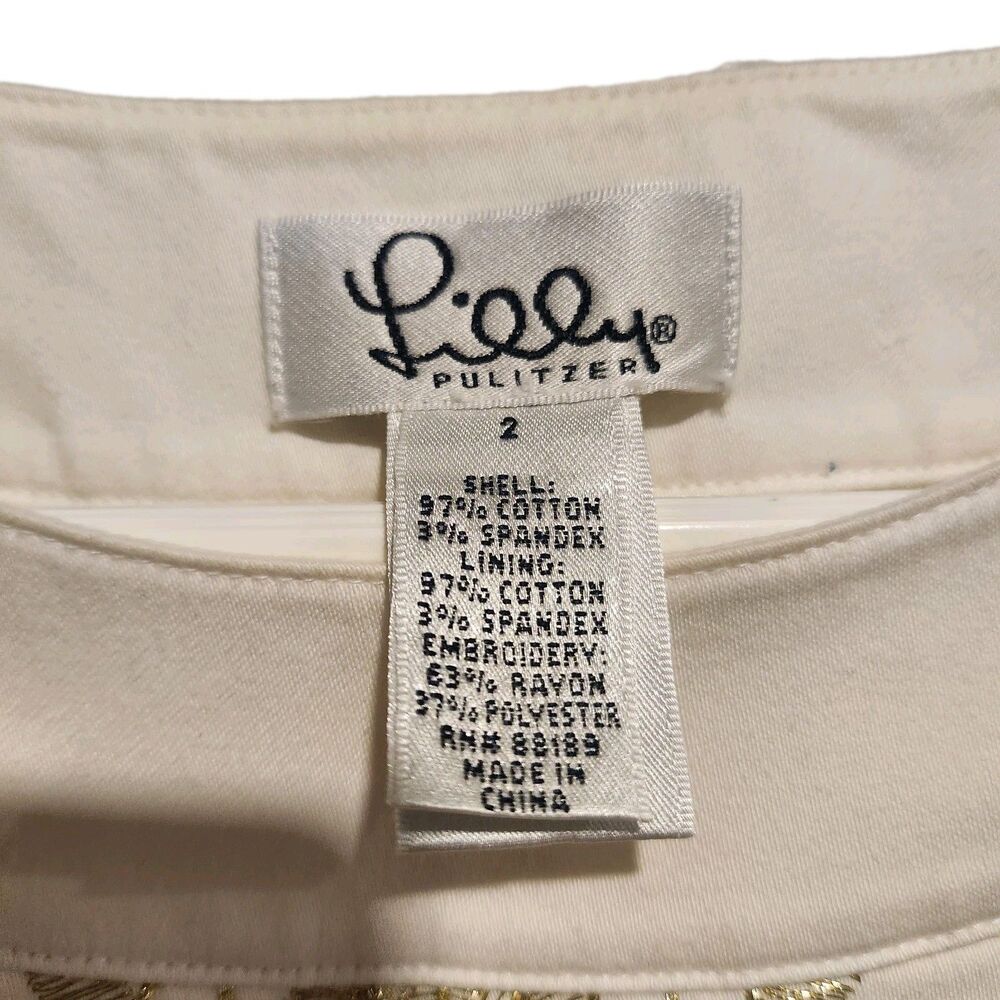 Lilly®
PULITZER
2
SHELL:
97% COTTON
3% SPANDEX
LINING:
97% COTTON
3% SPANDEX
EMBROIDERY:
63% RAYON
37% POLYESTER
RN# 88189
MADE IN
CHINA